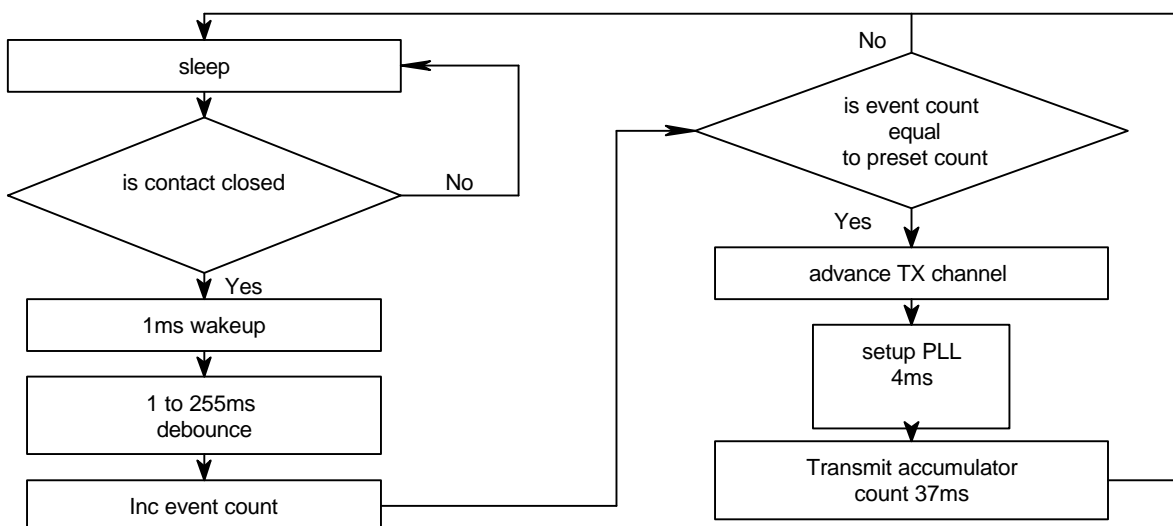 sleep
is contact closed
No
Yes
1ms wakeup
1 to 255ms
debounce
Inc event count
No
is event count
equal
to preset count
Yes
advance TX channel
setup PLL
4ms
Transmit accumulator
count 37ms